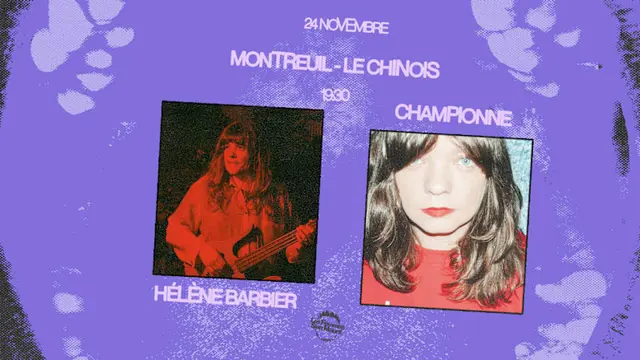 24 NOVEMBRE
MONTREUIL - LE CHINOIS
19:30
CHAMPIONNE
HÉLÈNE BARBIER